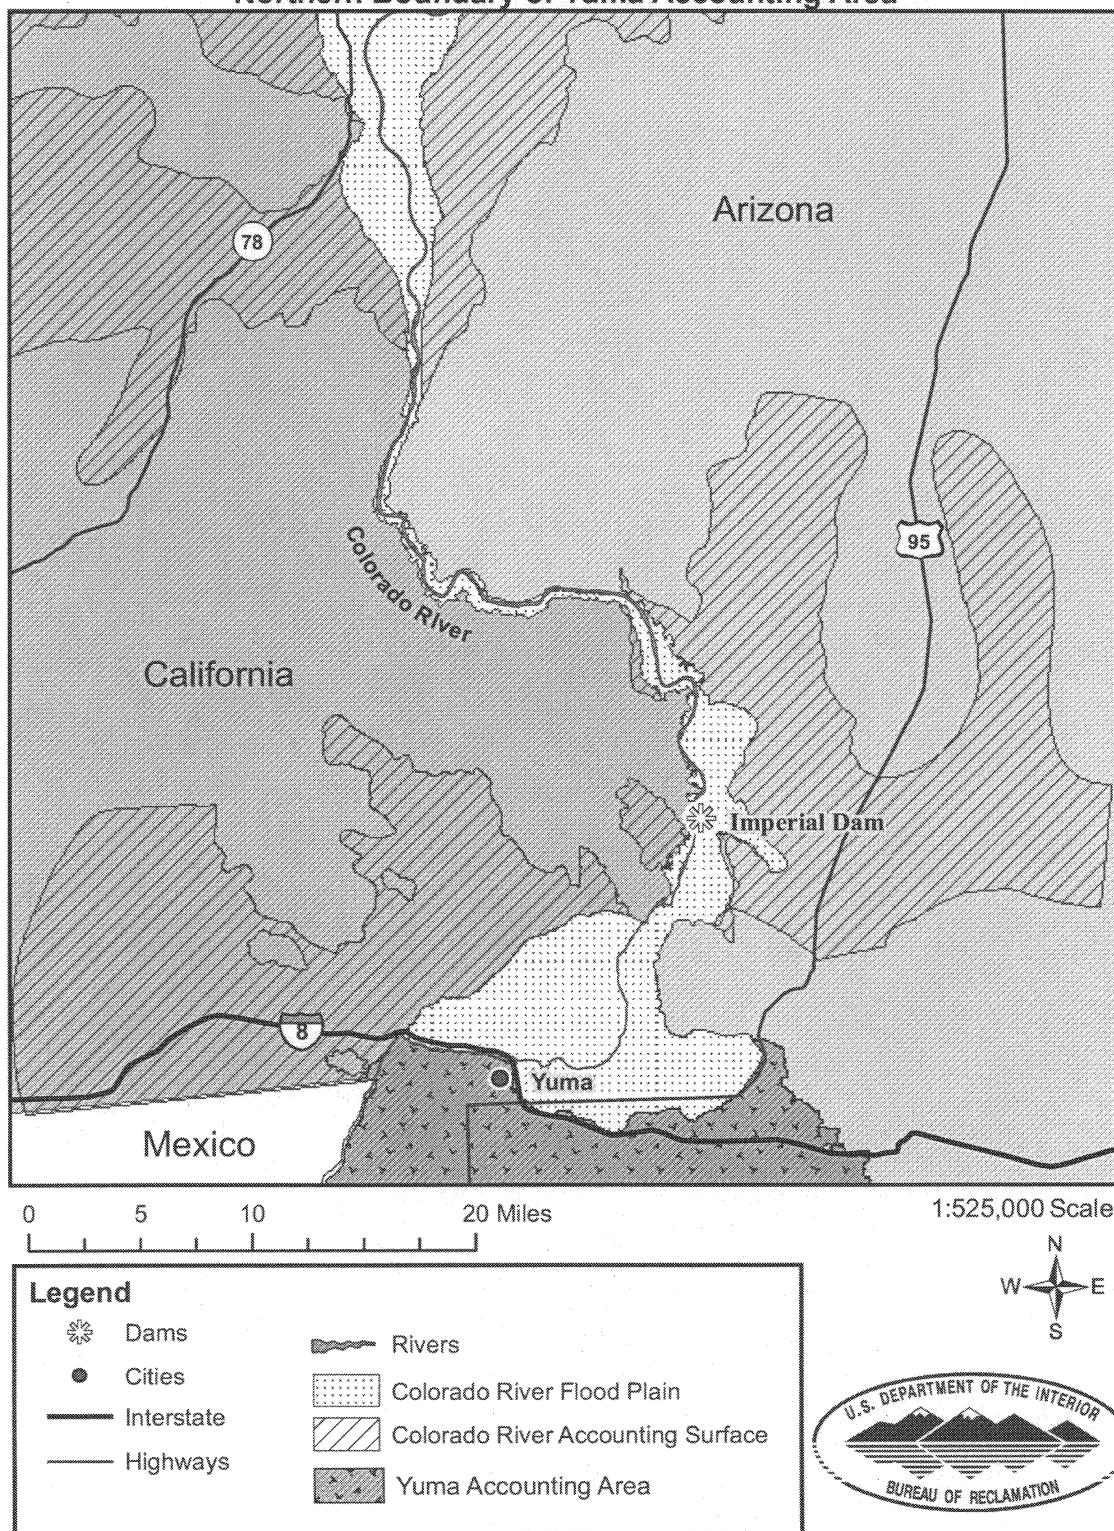 Northern Boundary of Yuma Accounting Area
Arizona
78
95
Colorado River
California
Imperial Dam
8
Yuma
Mexico
0 5 10 20 Miles
1:525,000 Scale
N
W E
S
Legend
Dams
Cities
Interstate
Highways
Rivers
Colorado River Flood Plain
Colorado River Accounting Surface
Yuma Accounting Area
U.S. DEPARTMENT OF THE INTERIOR
BUREAU OF RECLAMATION